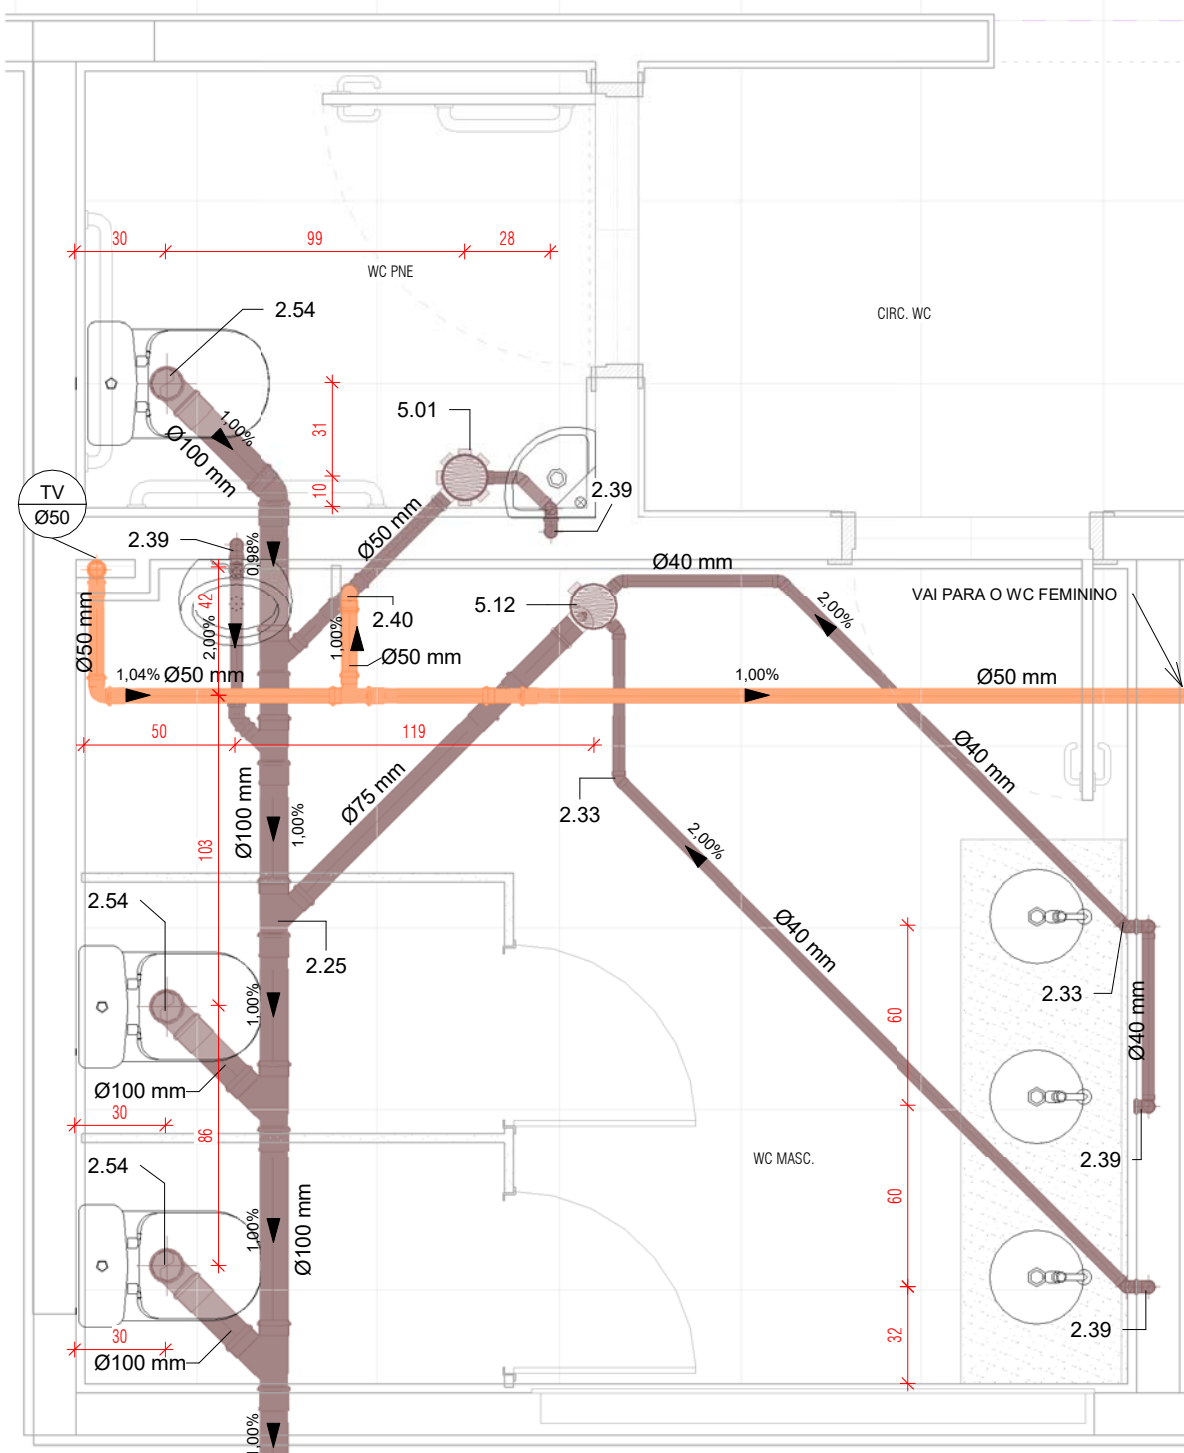 30
99
28
WC PNE
2.54
CIRC. WC
5.01
31
1,00%
Ø100 mm
10
TV
Ø50
2.39
2.39
0,98%
Ø50 mm
Ø40 mm
42
5.12
2.40
2,00%
VAI PARA O WC FEMININO
Ø50 mm
2,00%
1,00%
Ø50 mm
1,04%
Ø50 mm
1,00%
Ø50 mm
50
119
Ø40 mm
Ø75 mm
2.33
Ø100 mm
1,00%
103
2,00%
2.54
Ø40 mm
2.25
2.33
1,00%
60
Ø40 mm
Ø100 mm
30
86
2.39
WC MASC.
2.54
60
1,00%
Ø100 mm
30
32
2.39
Ø100 mm
1,00%